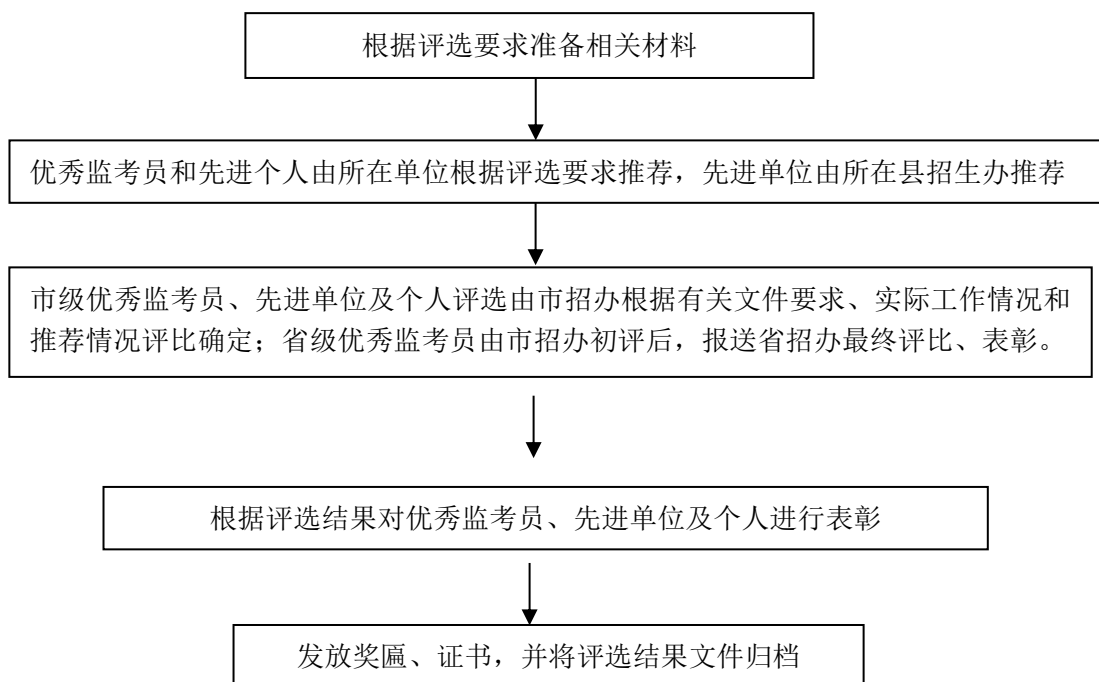 根据评选要求准备相关材料
优秀监考员和先进个人由所在单位根据评选要求推荐，先进单位由所在县招生办推荐
市级优秀监考员、先进单位及个人评选由市招办根据有关文件要求、实际工作情况和
推荐情况评比确定；省级优秀监考员由市招办初评后，报送省招办最终评比、表彰。
根据评选结果对优秀监考员、先进单位及个人进行表彰
发放奖匾、证书，并将评选结果文件归档